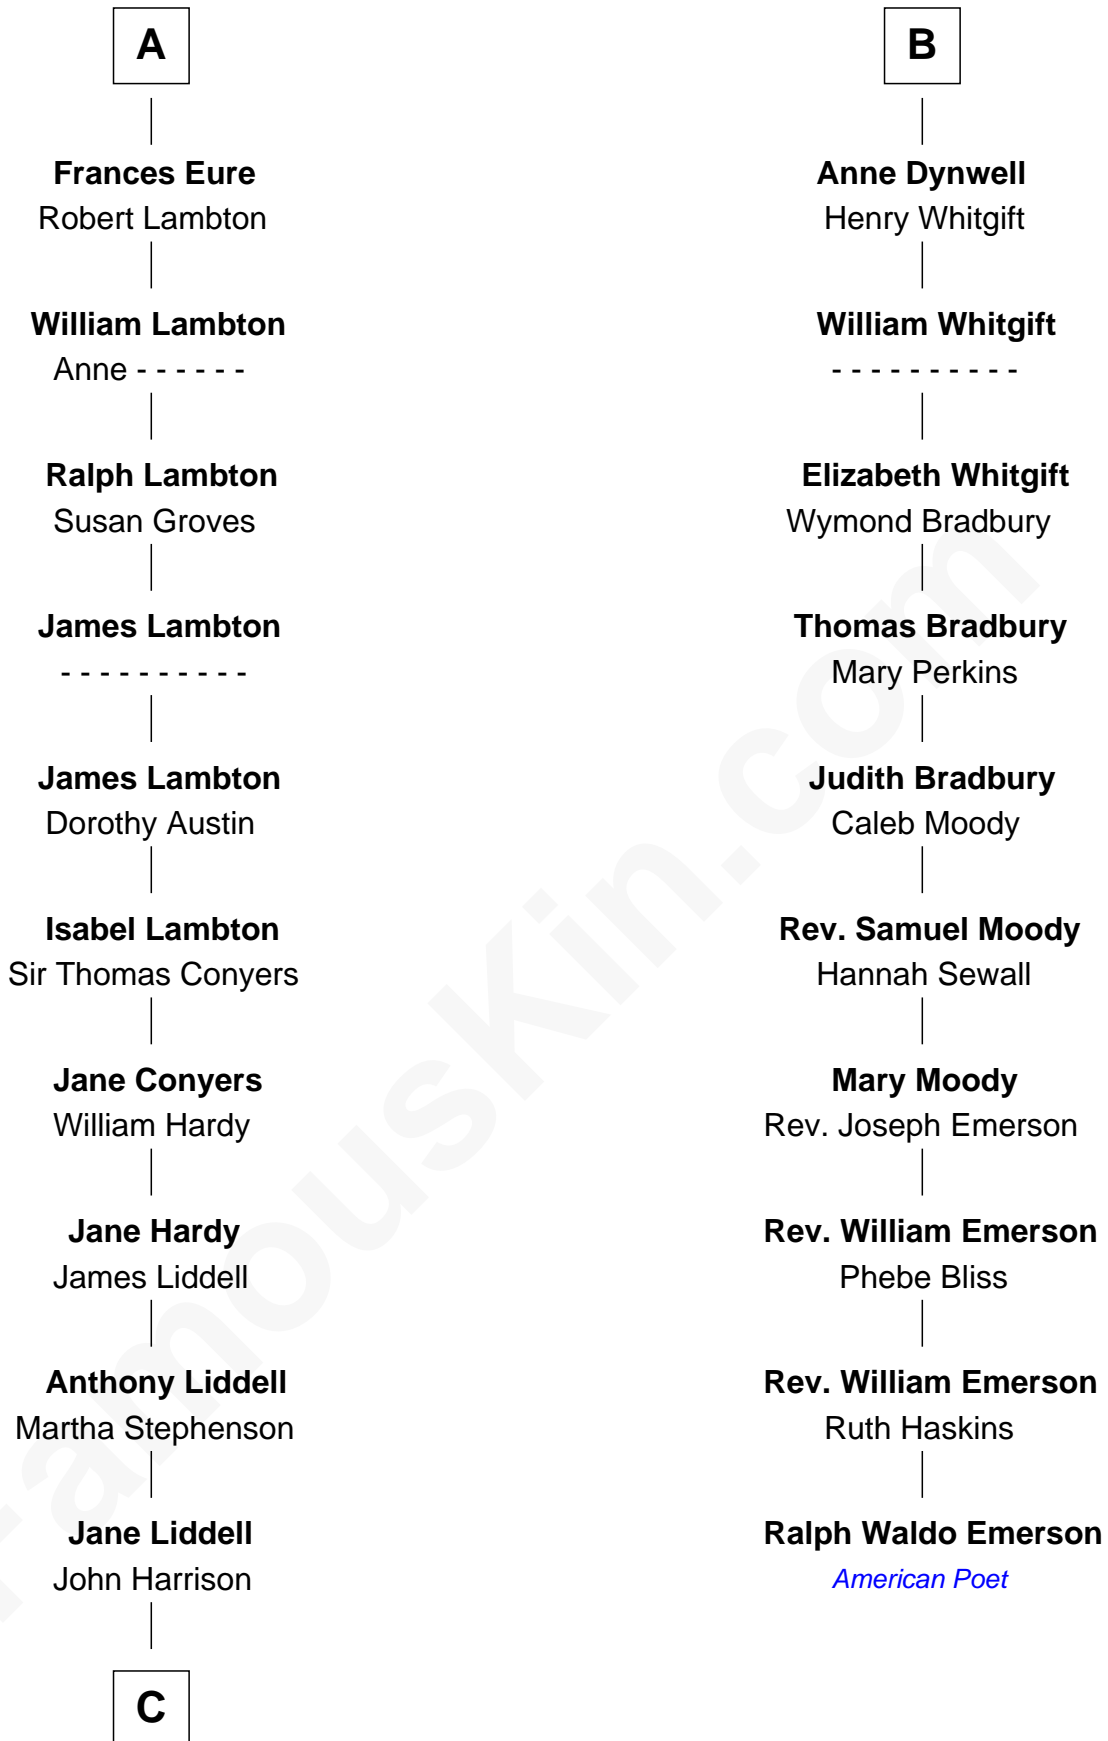 A
Frances Eure
Robert Lambton
William Lambton
Anne - - - - - -
Ralph Lambton
Susan Groves
James Lambton
- - - - - - - - - -
James Lambton
Dorothy Austin
Isabel Lambton
Sir Thomas Conyers
Jane Conyers
William Hardy
Jane Hardy
James Liddell
Anthony Liddell
Martha Stephenson
Jane Liddell
John Harrison
C
B
Anne Dynwell
Henry Whitgift
William Whitgift
- - - - - - - - - -
Elizabeth Whitgift
Wymond Bradbury
Thomas Bradbury
Mary Perkins
Judith Bradbury
Caleb Moody
Rev. Samuel Moody
Hannah Sewall
Mary Moody
Rev. Joseph Emerson
Rev. William Emerson
Phebe Bliss
Rev. William Emerson
Ruth Haskins
Ralph Waldo Emerson
American Poet
FamousKin.com